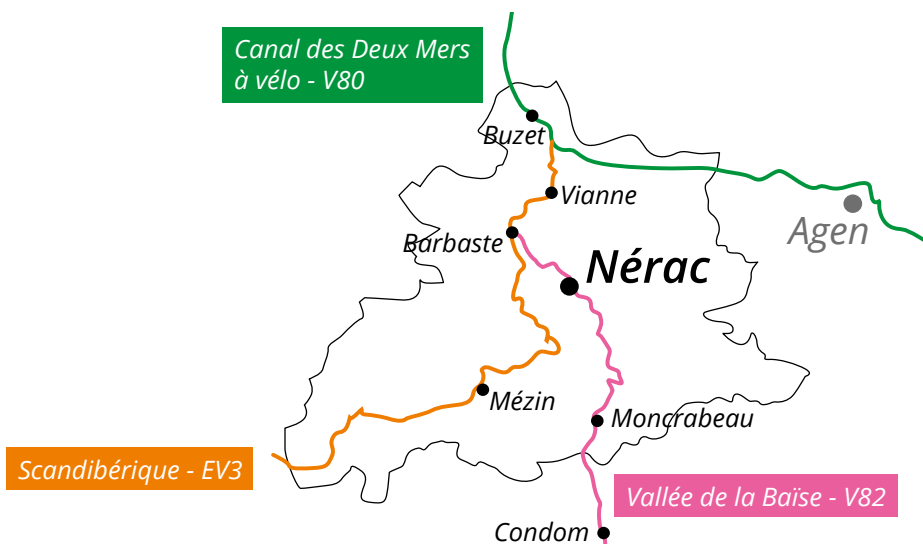 Canal des Deux Mers
à vélo - V80
Buzet
Vianne
Barbaste
Agen
Nérac
Mézin
Moncrabeau
Scandibérique - EV3
Vallée de la Baïse - V82
Condom